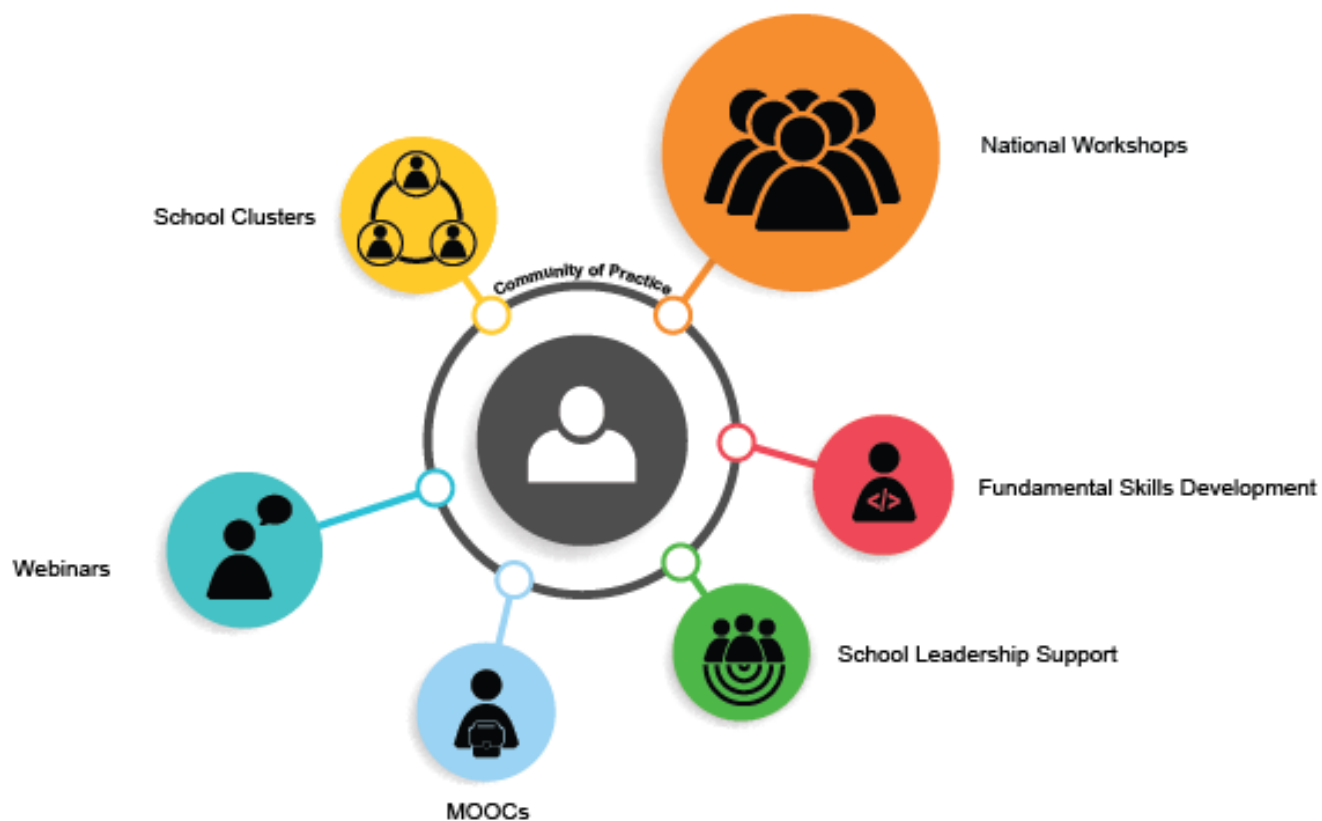 National Workshops
School Clusters
Community of Practice
</>
Fundamental Skills Development
Webinars
School Leadership Support
MOOCs